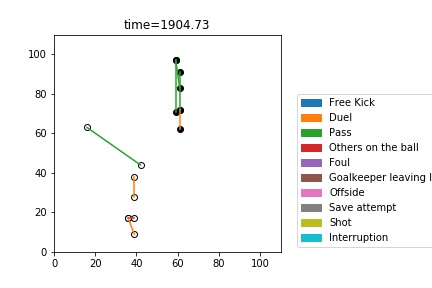 time=1904.73
100
80
60
40
20
0
0 20 40 60 80 100
Free Kick
Duel
Pass
Others on the ball
Foul
Goalkeeper leaving l
Offside
Save attempt
Shot
Interruption